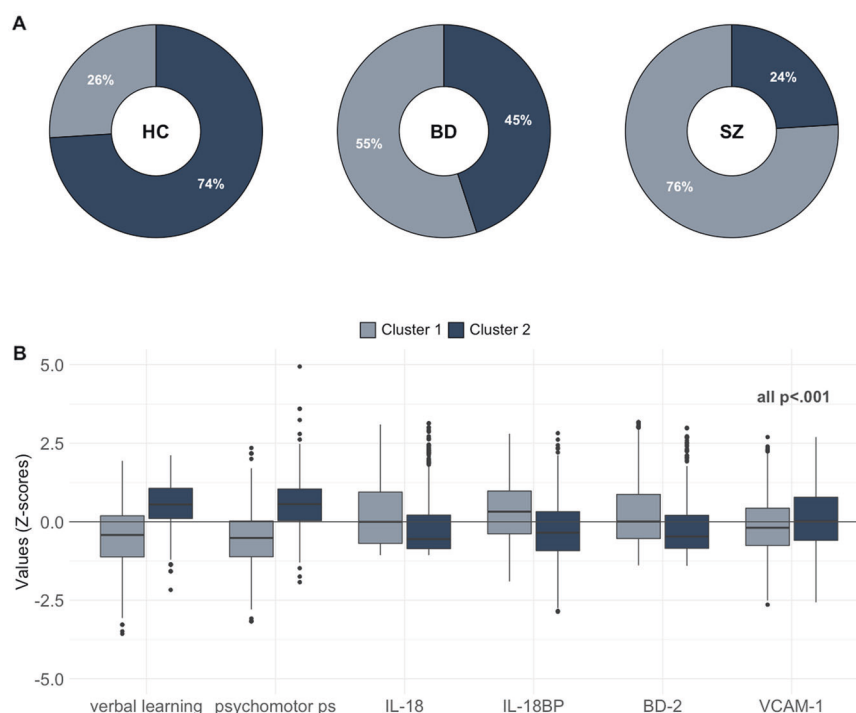 A
26%
HC
74%
55%
BD
45%
24%
SZ
76%
Cluster 1 Cluster 2
B
5.0
all p<.001
2.5
0.0
Values (Z-scores)
-2.5
-5.0
verbal learning psychomotor ps IL-18 IL-18BP BD-2 VCAM-1